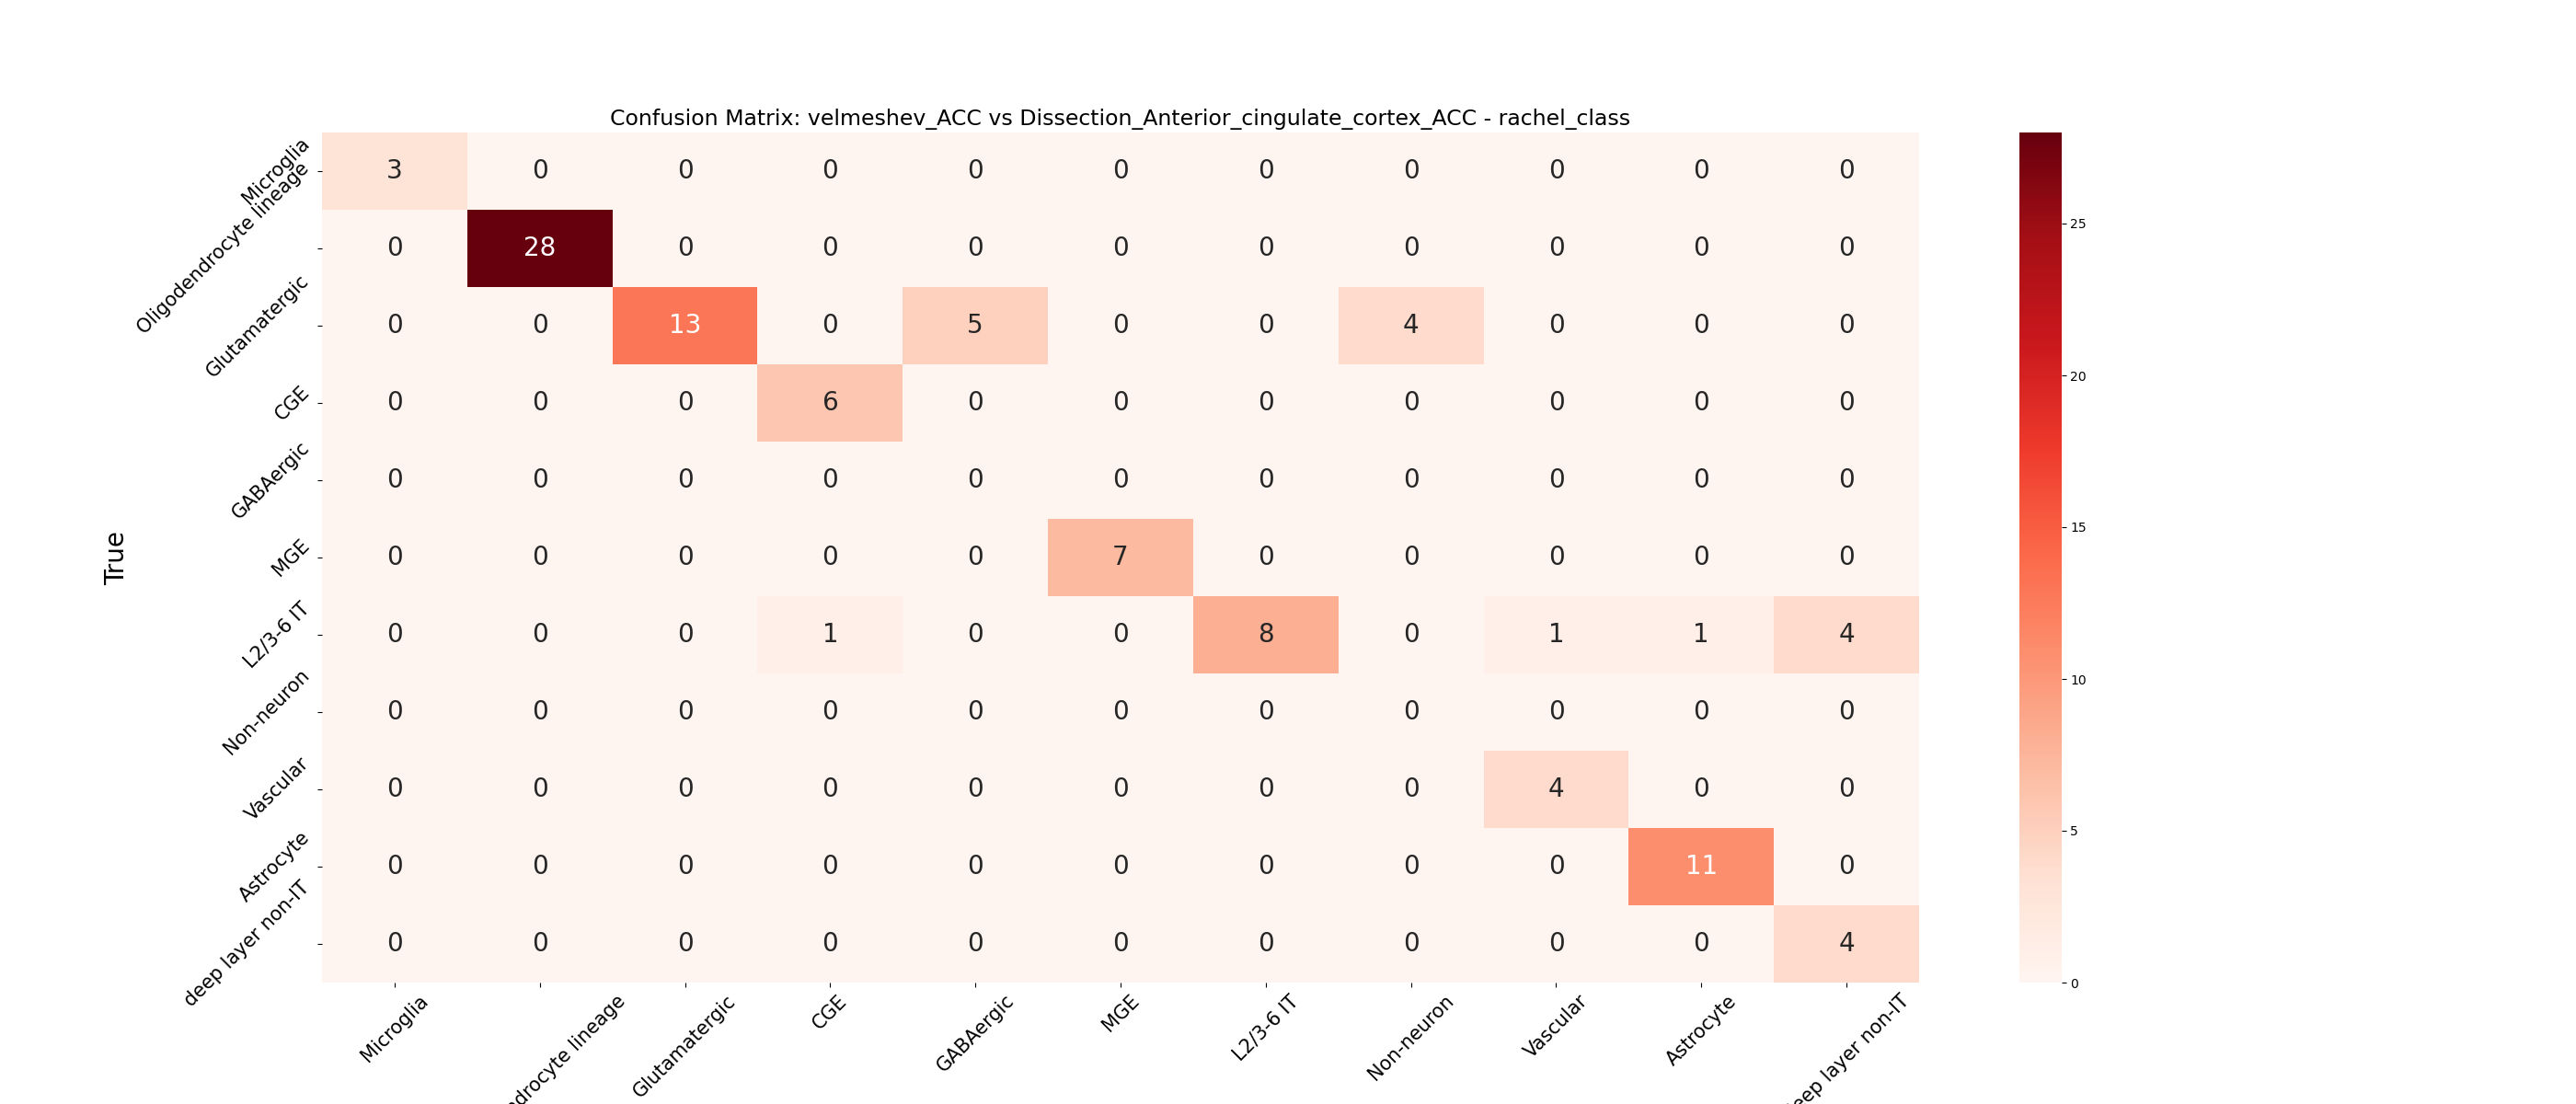 Confusion Matrix: velmeshev_ACC vs Dissection_Anterior_cingulate_cortex_ACC - rachel_class
True
Microglia 3 0 0 0 0 0 0 0 0 0 0
Oligodendrocyte lineage 0 28 0 0 0 0 0 0 0 0 0
Glutamatergic 0 0 13 0 5 0 0 4 0 0 0
CGE 0 0 0 6 0 0 0 0 0 0 0
GABAergic 0 0 0 0 0 0 0 0 0 0 0
MGE 0 0 0 0 0 7 0 0 0 0 0
L2/3-6 IT 0 0 0 1 0 0 8 0 1 1 4
Non-neuron 0 0 0 0 0 0 0 0 0 0 0
Vascular 0 0 0 0 0 0 0 0 4 0 0
Astrocyte 0 0 0 0 0 0 0 0 0 11 0
deep layer non-IT 0 0 0 0 0 0 0 0 0 0 4
Microglia
lineage
Glutamatergic
CGE
GABAergic
MGE
L2/3-6 IT
Non-neuron
Vascular
Astrocyte
layer non-IT
25
20
15
10
5
0